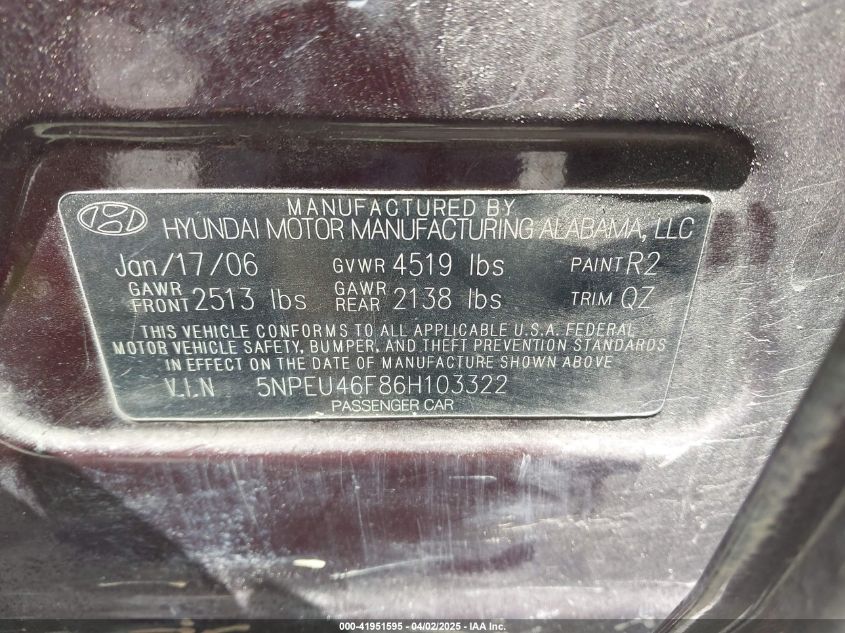 MANUFACTURED BY
HYUNDAI MOTOR MANUFACTURING ALABAMA, LLC
Jan/17/06 GVWR 4519 lbs PAINT R2
GAWR FRONT 2513 lbs GAWR REAR 2138 lbs TRIM QZ
THIS VEHICLE CONFORMS TO ALL APPLICABLE U.S.A. FEDERAL
MOTOR VEHICLE SAFETY, BUMPER, AND THEFT PREVENTION STANDARDS
IN EFFECT ON THE DATE OF MANUFACTURE SHOWN ABOVE
V.I.N 5NPEU46F86H103322
PASSENGER CAR
000-41951595 - 04/02/2025 - IAA Inc.